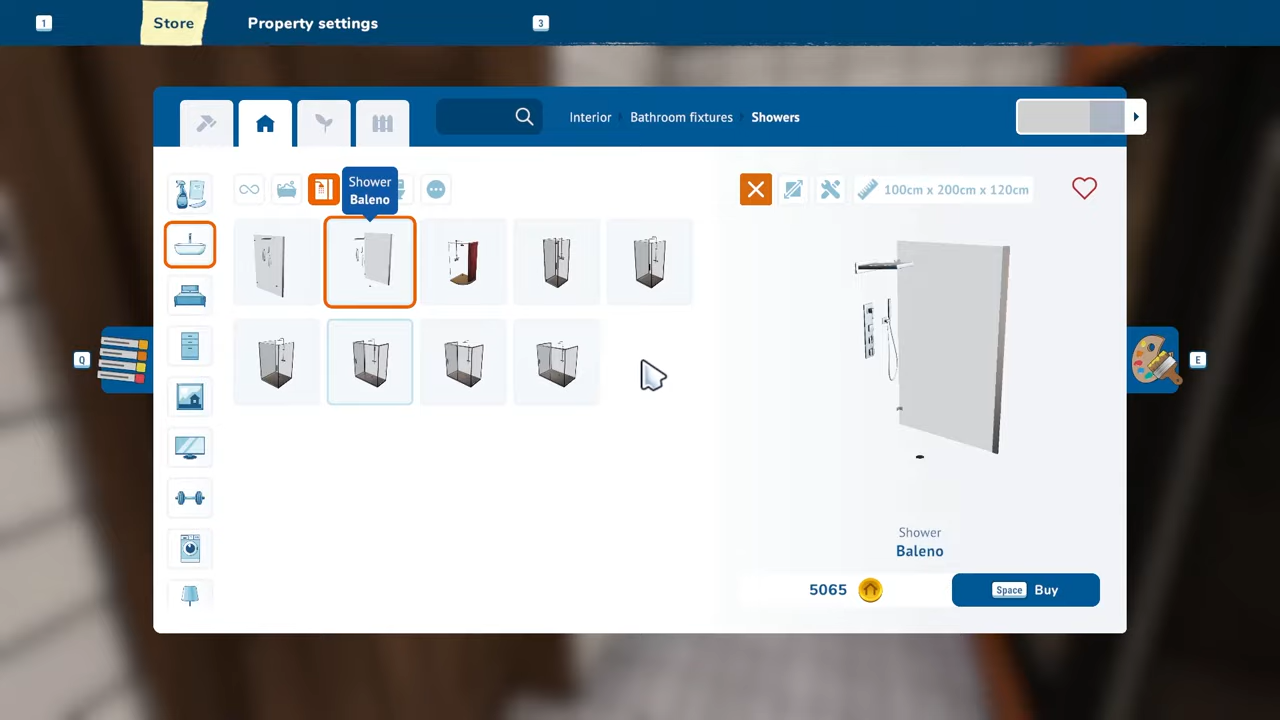 1
Store
Property settings
3
Interior
Bathroom fixtures
Showers
Shower
Baleno
100cm x 200cm x 120cm
Q
E
Shower
Baleno
5065
Space
Buy